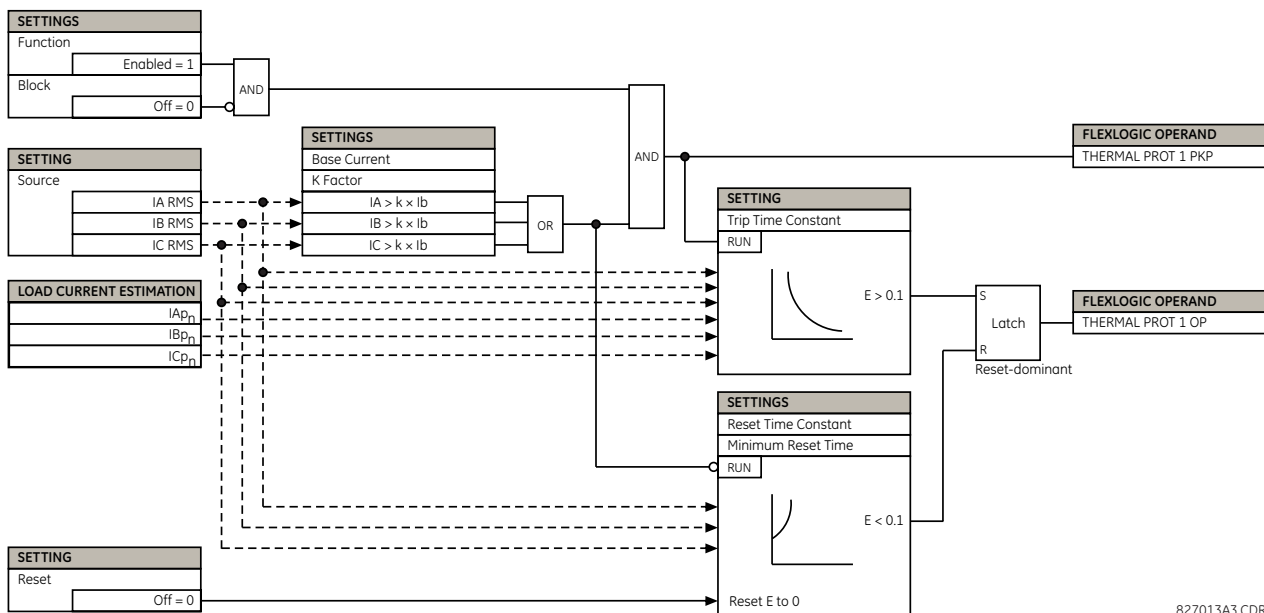 SETTINGS
Function
Enabled = 1
Block
Off = 0
AND
SETTING
Source
IA RMS
IB RMS
IC RMS
SETTINGS
Base Current
K Factor
IA > k × Ib
IB > k × Ib
IC > k × Ib
OR
AND
FLEXLOGIC OPERAND
THERMAL PROT 1 PKP
LOAD CURRENT ESTIMATION
IApn
IBpn
ICpn
SETTING
Trip Time Constant
RUN
E > 0.1
S
Latch
R
Reset-dominant
FLEXLOGIC OPERAND
THERMAL PROT 1 OP
SETTINGS
Reset Time Constant
Minimum Reset Time
RUN
E < 0.1
Reset E to 0
SETTING
Reset
Off = 0
827013A3.CDR